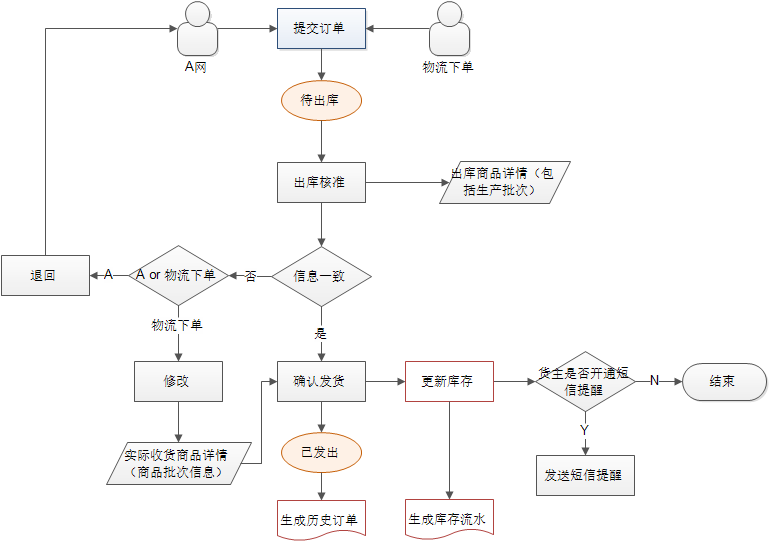 提交订单
A网
物流下单
待出库
出库核准
出库商品详情（包
括生产批次）
退回
A
A or 物流下单
否
信息一致
物流下单
是
修改
确认发货
更新库存
货主是否开通短
信提醒
N
结束
Y
实际收货商品详情
（商品批次信息）
已发出
发送短信提醒
生成历史订单
生成库存流水